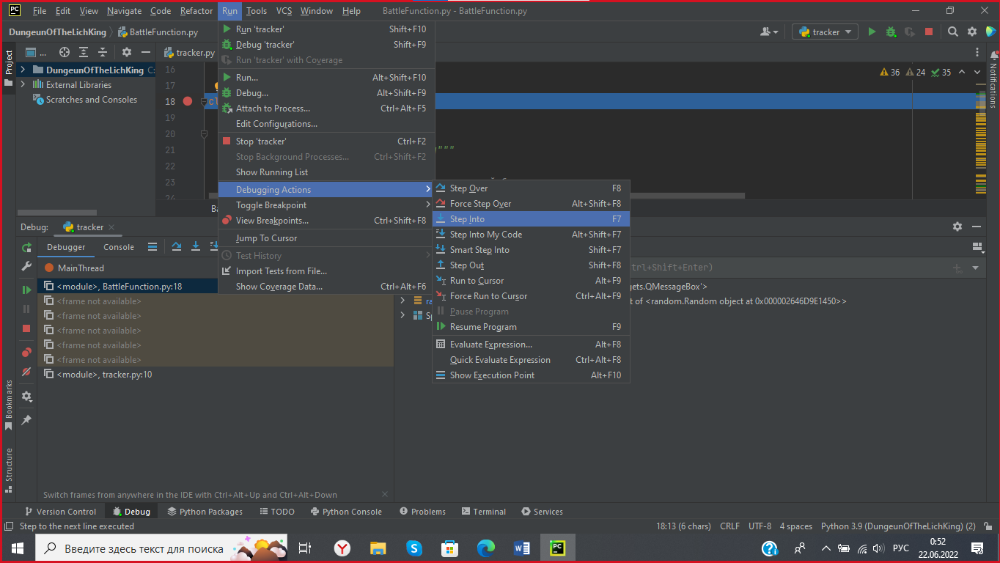 PC File Edit View Navigate Code Refactor Run Tools VCS Window Help BattleFunction.py - BattleFunction.py
DungeunOfTheLichKing BattleFunction.py
tracker
Project
...
tracker.py
DungeunOfTheLichKing C:
External Libraries
Scratches and Consoles
16
17
18 cl
19
20
21 """
22
23
24
36 24 35
Notifications
Run 'tracker' Shift+F10
Debug 'tracker' Shift+F9
Run 'tracker' with Coverage
Run... Alt+Shift+F10
Debug... Alt+Shift+F9
Attach to Process... Ctrl+Alt+F5
Edit Configurations...
Stop 'tracker' Ctrl+F2
Stop Background Processes... Ctrl+Shift+F2
Show Running List
Debugging Actions
Toggle Breakpoint
View Breakpoints... Ctrl+Shift+F8
Jump To Cursor
Test History
Import Tests from File...
Show Coverage Data... Ctrl+Alt+F6
Step Over F8
Force Step Over Alt+Shift+F8
Step Into F7
Step Into My Code Alt+Shift+F7
Smart Step Into Shift+F7
Step Out Shift+F8
Run to Cursor Alt+F9
Force Run to Cursor Ctrl+Alt+F9
Pause Program
Resume Program F9
Evaluate Expression... Alt+F8
Quick Evaluate Expression Ctrl+Alt+F8
Show Execution Point Alt+F10
Debug: tracker
Debugger Console
MainThread
<module>, BattleFunction.py:18
<frame not available>
<frame not available>
<frame not available>
<frame not available>
<frame not available>
<module>, tracker.py:10
trl+Shift+Enter)
gets.QMessageBox'>
t of <random.Random object at 0x000002646D9E1450>>
Bookmarks
Structure
Switch frames from anywhere in the IDE with Ctrl+Alt+Up and Ctrl+Alt+Down
Version Control Debug Python Packages TODO Python Console Problems Terminal Services
Step to the next line executed 18:13 (6 chars) CRLF UTF-8 4 spaces Python 3.9 (DungeunOfTheLichKing) (2)
Введите здесь текст для поиска
РУС
0:52
22.06.2022